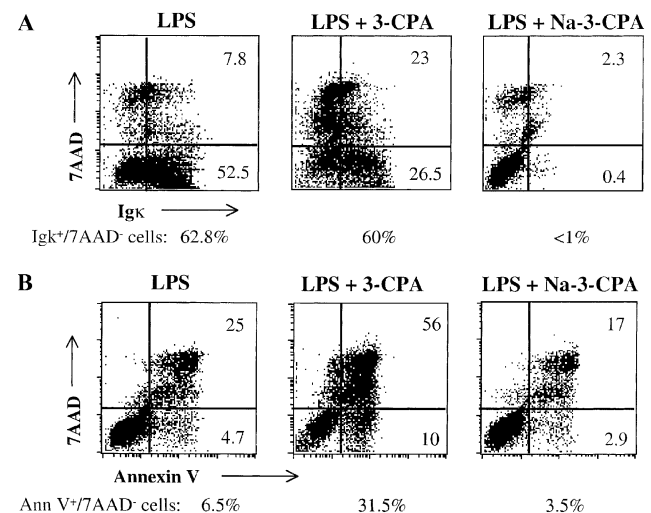 A
LPS LPS + 3-CPA LPS + Na-3-CPA
7.8 23 2.3
7AAD
52.5 26.5 0.4
Igκ
Igk+/7AAD- cells: 62.8% 60% <1%
B
LPS LPS + 3-CPA LPS + Na-3-CPA
25 56 17
7AAD
4.7 10 2.9
Annexin V
Ann V+/7AAD- cells: 6.5% 31.5% 3.5%